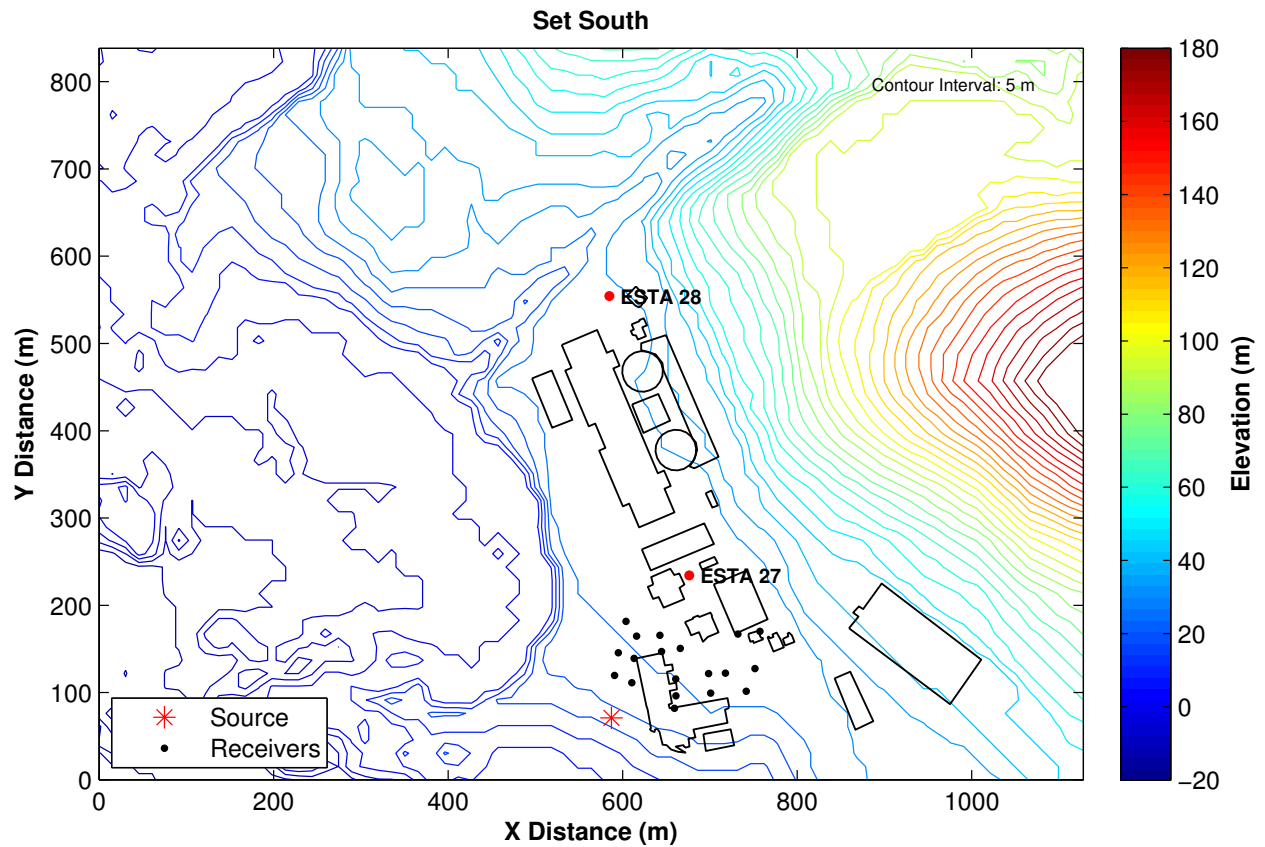 Set South
Contour Interval: 5 m
ESTA 28
ESTA 27
Source
Receivers
0
200
400
600
800
1000
X Distance (m)
0
100
200
300
400
500
600
700
800
Y Distance (m)
180
160
140
120
100
80
60
40
20
0
−20
Elevation (m)